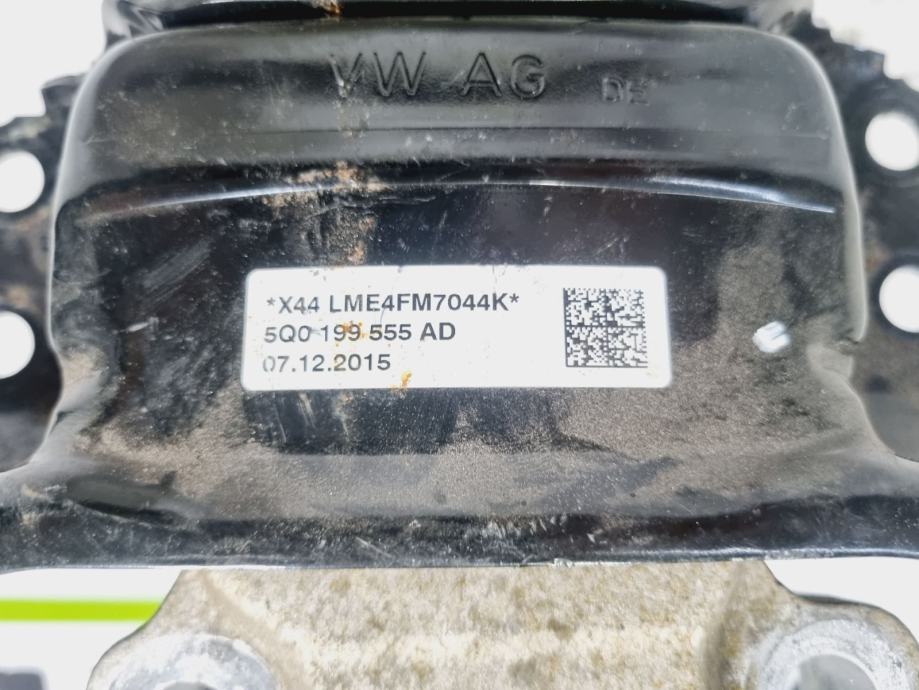 VW AG DE
*X44 LME4FM7044K*
5Q0 199 555 AD
07.12.2015